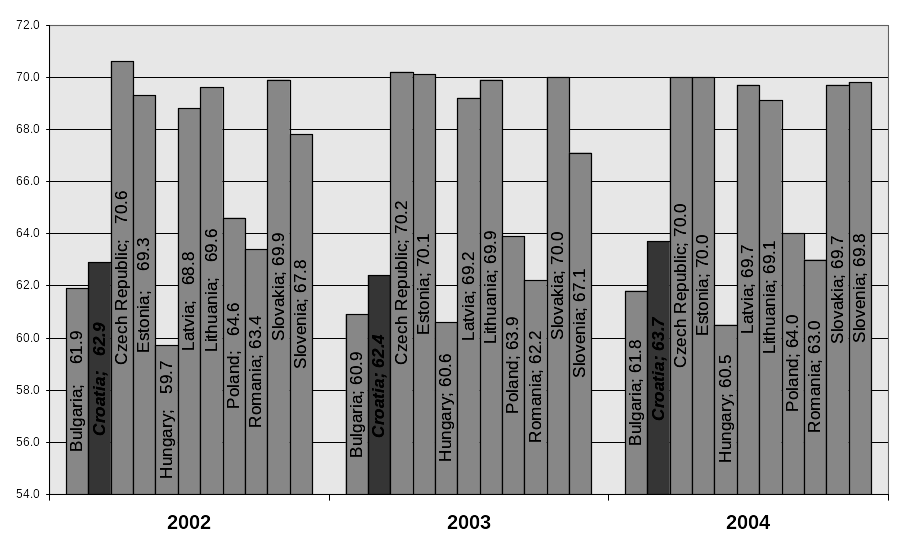 72.0
70.0
68.0
66.0
64.0
62.0
60.0
58.0
56.0
54.0
Bulgaria; 61.9
Croatia; 62.9
Czech Republic; 70.6
Estonia; 69.3
Hungary; 59.7
Latvia; 68.8
Lithuania; 69.6
Poland; 64.6
Romania; 63.4
Slovakia; 69.9
Slovenia; 67.8
Bulgaria; 60.9
Croatia; 62.4
Czech Republic; 70.2
Estonia; 70.1
Hungary; 60.6
Latvia; 69.2
Lithuania; 69.9
Poland; 63.9
Romania; 62.2
Slovakia; 70.0
Slovenia; 67.1
Bulgaria; 61.8
Croatia; 63.7
Czech Republic; 70.0
Estonia; 70.0
Hungary; 60.5
Latvia; 69.7
Lithuania; 69.1
Poland; 64.0
Romania; 63.0
Slovakia; 69.7
Slovenia; 69.8
2002
2003
2004